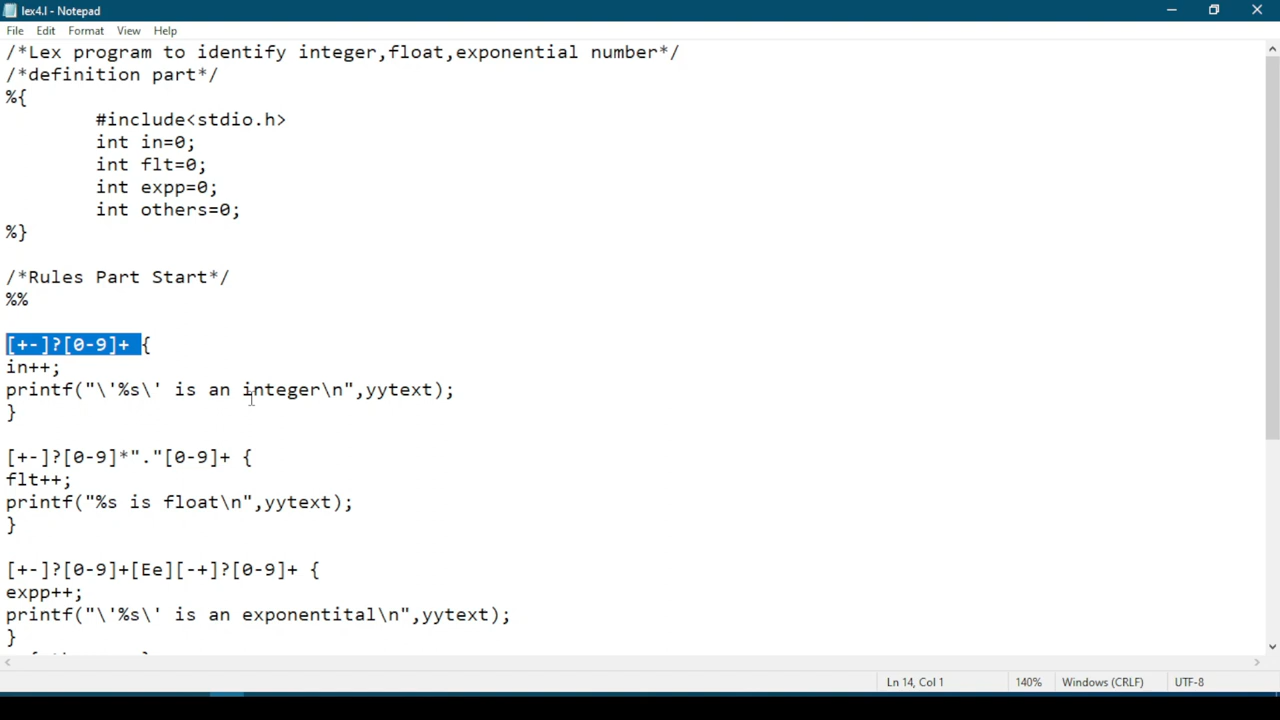 lex4.l - Notepad
File Edit Format View Help
/*Lex program to identify integer,float,exponential number*/
/*definition part*/
%{
#include<stdio.h>
int in=0;
int flt=0;
int expp=0;
int others=0;
%}
/*Rules Part Start*/
%%
[+-]?[0-9]+ {
in++;
printf("\'%s\' is an integer\n",yytext);
}
[+-]?[0-9]*"."[0-9]+ {
flt++;
printf("%s is float\n",yytext);
}
[+-]?[0-9]+[Ee][-+]?[0-9]+ {
expp++;
printf("\'%s\' is an exponentital\n",yytext);
}
Ln 14, Col 1 140% Windows (CRLF) UTF-8